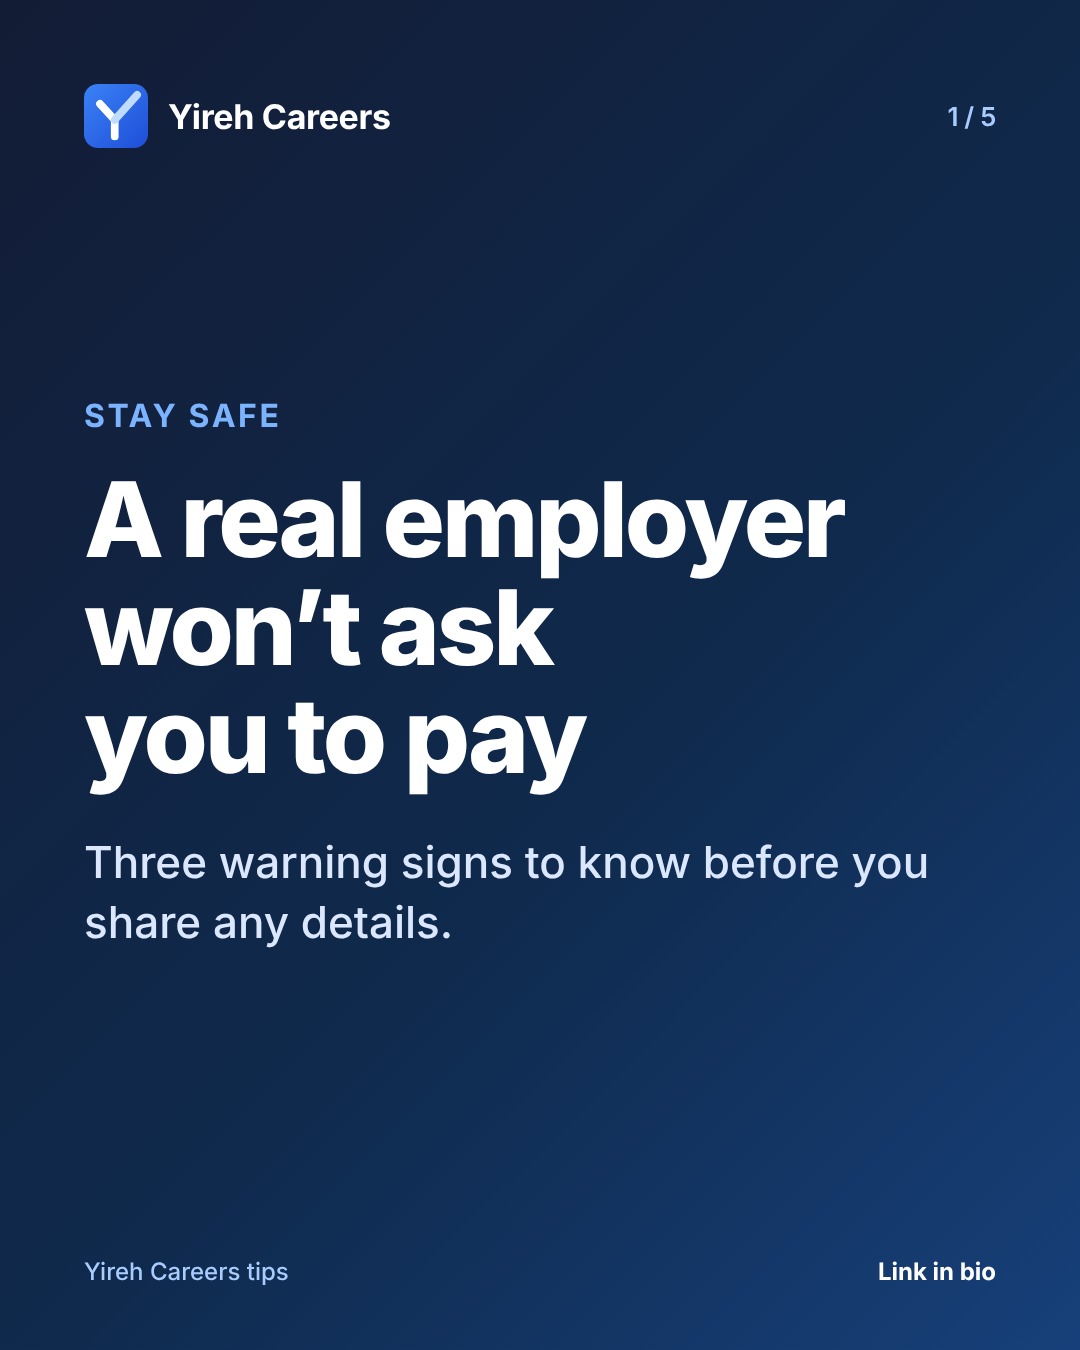 Yireh Careers
1 / 5
STAY SAFE
A real employer
won’t ask
you to pay
Three warning signs to know before you
share any details.
Yireh Careers tips
Link in bio